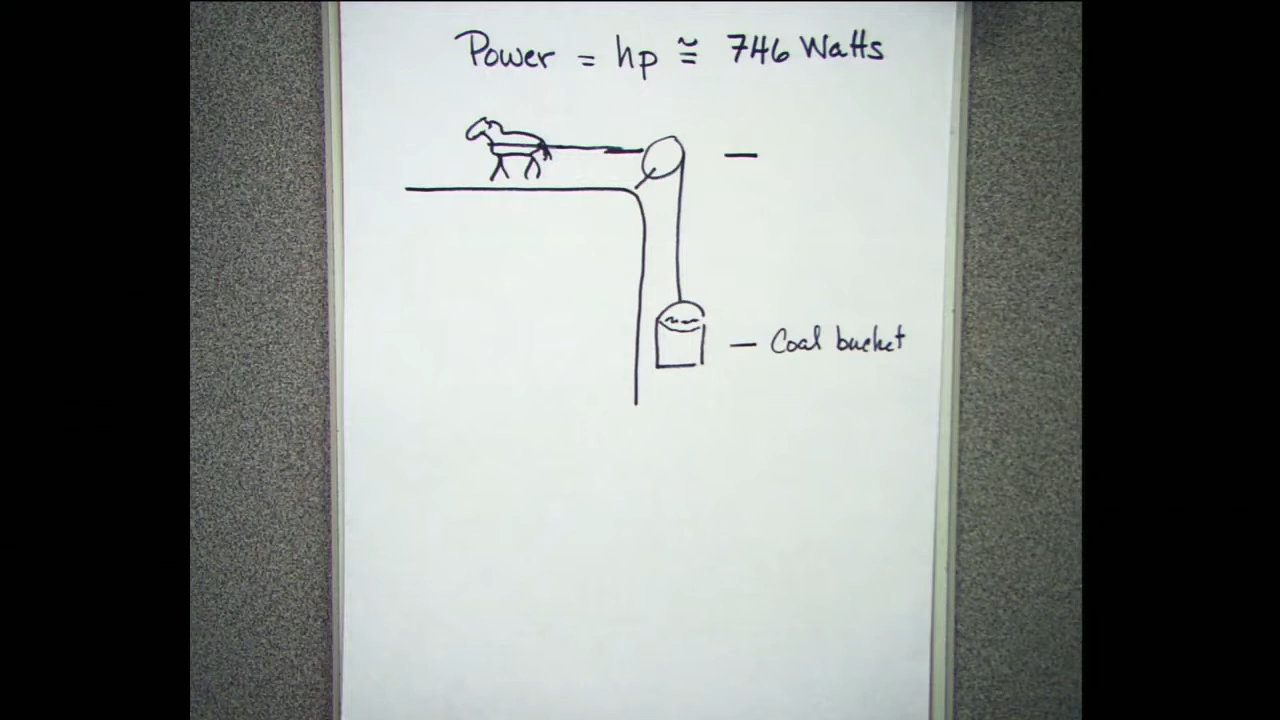 Power = hp ≅ 746 Watts
— Coal bucket